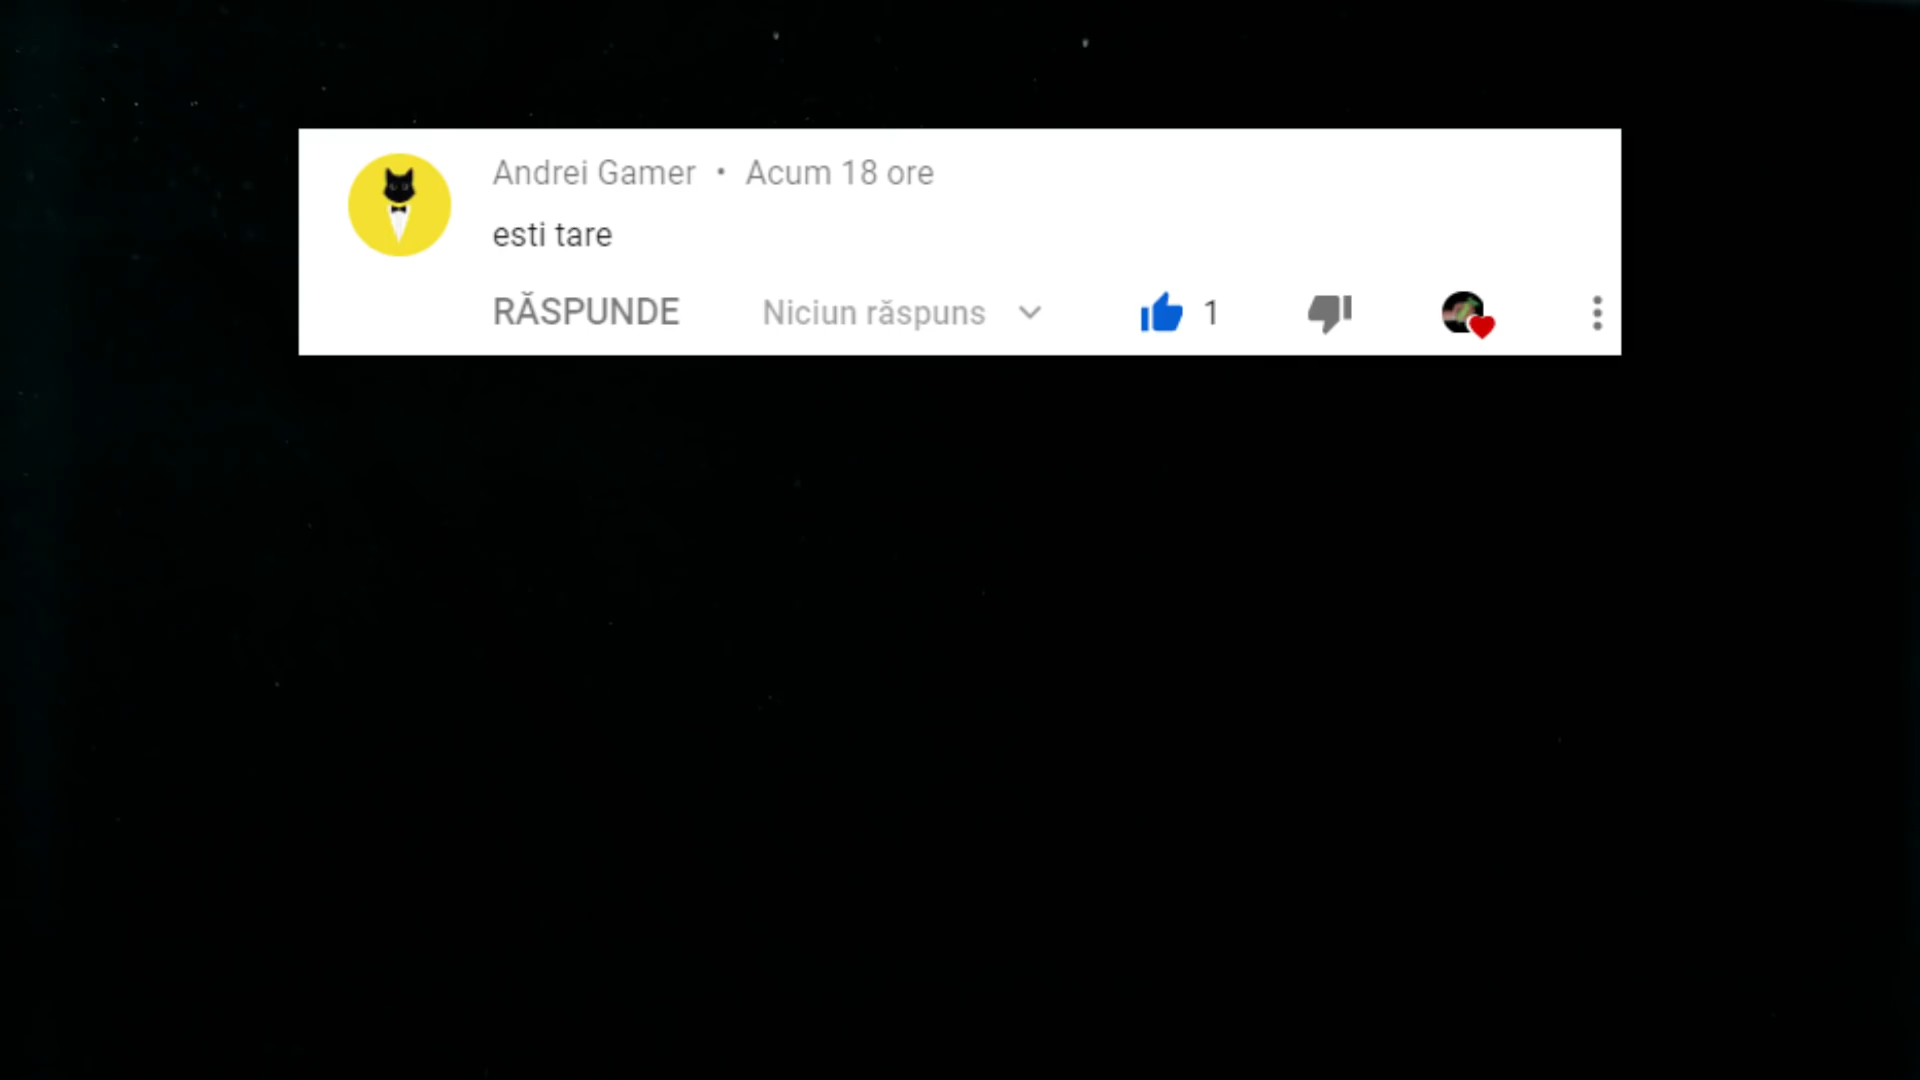 Andrei Gamer • Acum 18 ore
esti tare
RĂSPUNDE Niciun răspuns 1